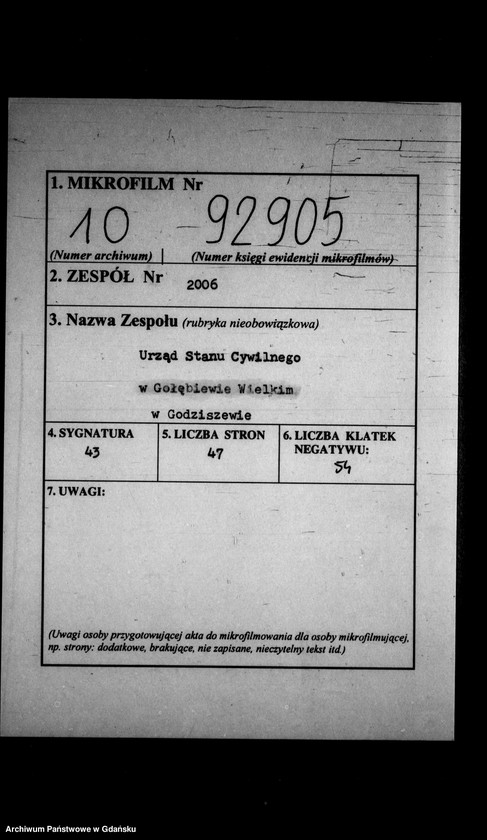 1. MIKROFILM Nr
10 - 92905
(Numer archiwum) (Numer księgi ewidencji mikrofilmów)
2. ZESPÓŁ Nr 2006
3. Nazwa Zespołu (rubryka nieobowiązkowa)
Urząd Stanu Cywilnego
w Gołębiewie Wielkim
w Godziszewie
4. SYGNATURA 5. LICZBA STRON 6. LICZBA KLATEK
NEGATYWU:
43 47 54
7. UWAGI:
(Uwagi osoby przygotowującej akta do mikrofilmowania dla osoby mikrofilmującej,
np. strony: dodatkowe, brakujące, nie zapisane, nieczytelny tekst itd.)
Archiwum Państwowe w Gdańsku